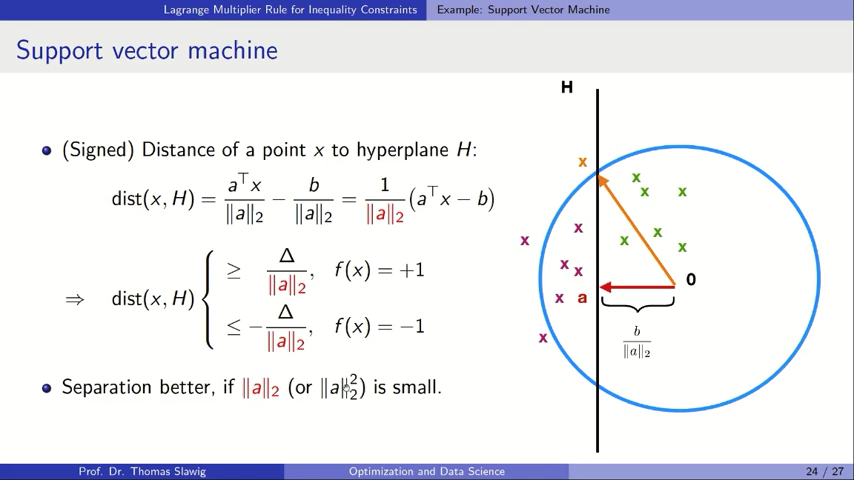 Lagrange Multiplier Rule for Inequality Constraints Example: Support Vector Machine
Support vector machine
(Signed) Distance of a point x to hyperplane H:
dist(x, H) = a⊤x / ‖a‖₂ − b / ‖a‖₂ = 1 / ‖a‖₂ (a⊤x − b)
⇒ dist(x, H) { ≥ Δ / ‖a‖₂, f(x) = +1
≤ − Δ / ‖a‖₂, f(x) = −1
Separation better, if ‖a‖₂ (or ‖a‖₂²) is small.
H
x
x
x x
x x
x x x
x
x x
x a
x
0
b / ‖a‖₂
Prof. Dr. Thomas Slawig Optimization and Data Science 24 / 27